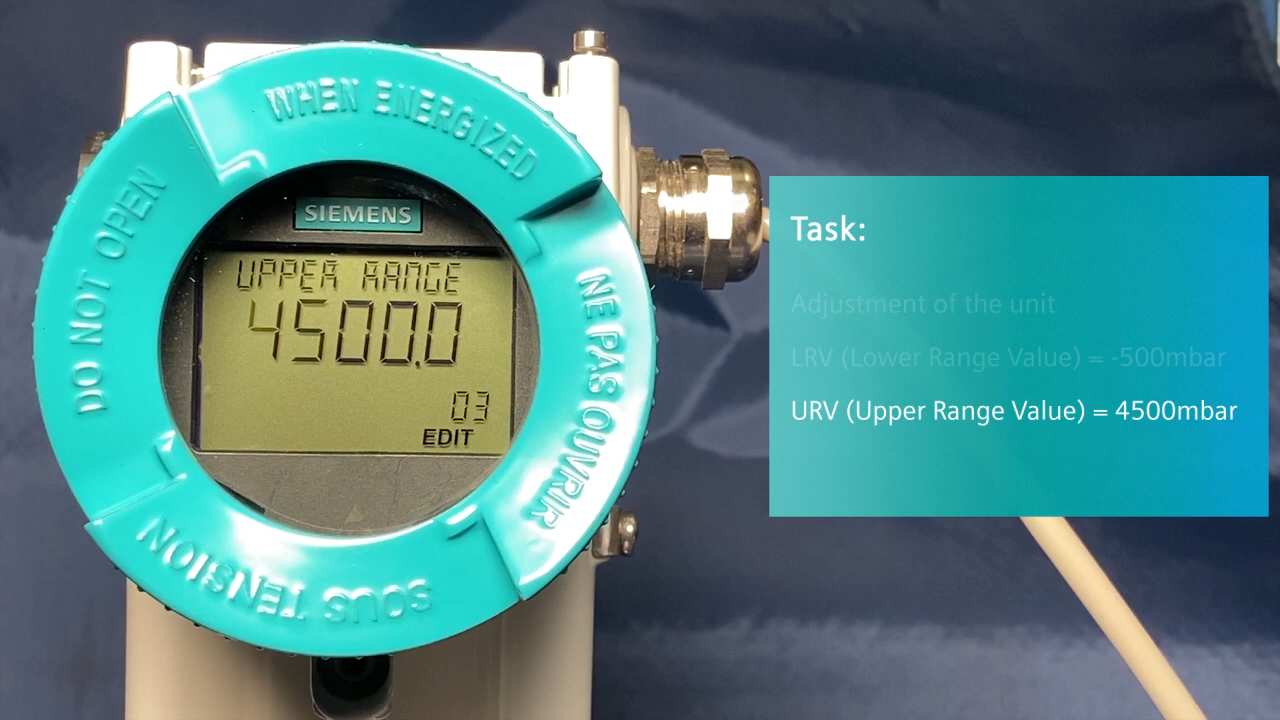 WHEN ENERGIZED
DO NOT OPEN
NE PAS OUVRIR
SOUS TENSION
SIEMENS
UPPER RANGE
4500.0
03
EDIT
Task:
Adjustment of the unit
LRV (Lower Range Value) = -500mbar
URV (Upper Range Value) = 4500mbar